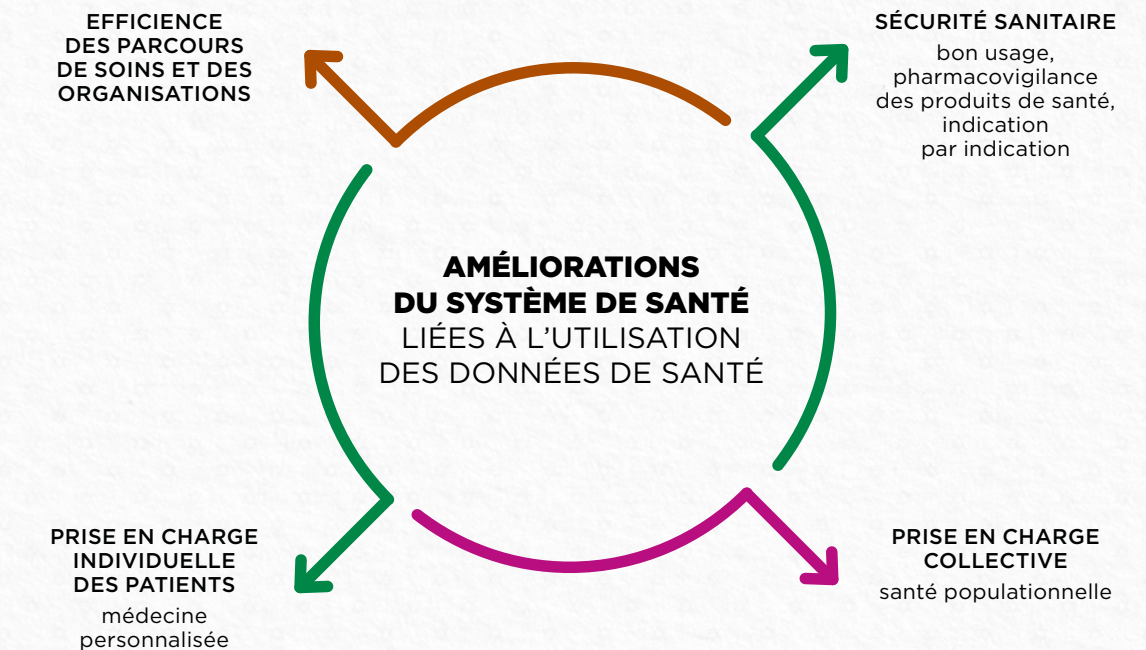 EFFICIENCE
DES PARCOURS
DE SOINS ET DES
ORGANISATIONS
SÉCURITÉ SANITAIRE
bon usage,
pharmacovigilance
des produits de santé,
indication
par indication
AMÉLIORATIONS
DU SYSTÈME DE SANTÉ
LIÉES À L’UTILISATION
DES DONNÉES DE SANTÉ
PRISE EN CHARGE
INDIVIDUELLE
DES PATIENTS
médecine
personnalisée
PRISE EN CHARGE
COLLECTIVE
santé populationnelle